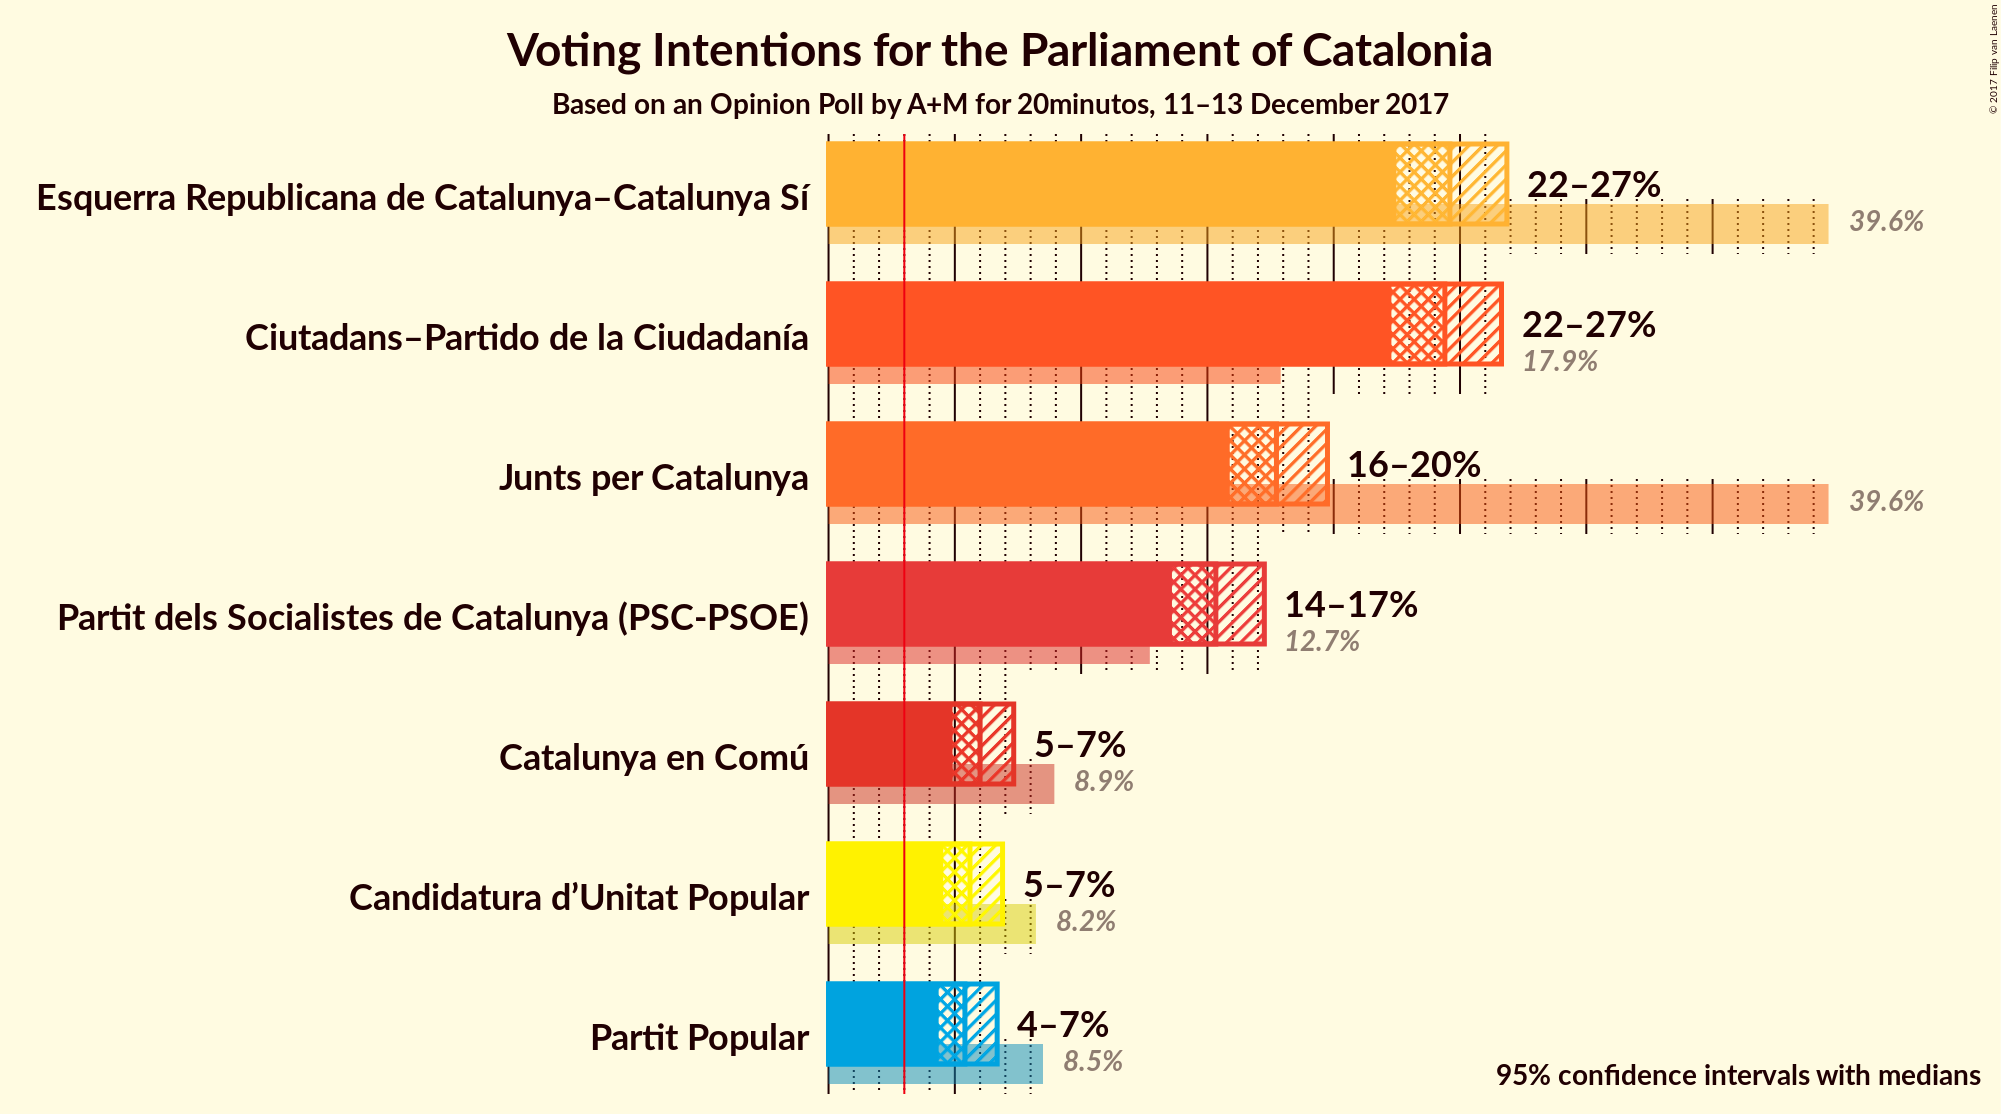 Voting Intentions for the Parliament of Catalonia
Based on an Opinion Poll by A+M for 20minutos, 11–13 December 2017
Esquerra Republicana de Catalunya–Catalunya Sí
22–27%
39.6%
Ciutadans–Partido de la Ciudadanía
22–27%
17.9%
Junts per Catalunya
16–20%
39.6%
Partit dels Socialistes de Catalunya (PSC-PSOE)
14–17%
12.7%
Catalunya en Comú
5–7%
8.9%
Candidatura d’Unitat Popular
5–7%
8.2%
Partit Popular
4–7%
8.5%
95% confidence intervals with medians
© 2017 Filip van Laenen